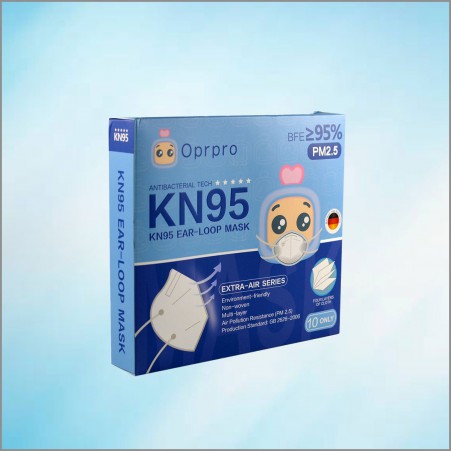 KN95
KN95 EAR-LOOP MASK
Oprpro
BFE ≥95%
PM2.5
ANTIBACTERIAL TECH
KN95
KN95 EAR-LOOP MASK
EXTRA-AIR SERIES
Environment-friendly
Non-woven
Multi-layer
Air Pollution Resistance (PM 2.5)
Production Standard: GB 2626-2006
OF CLOTH
10 ONLY